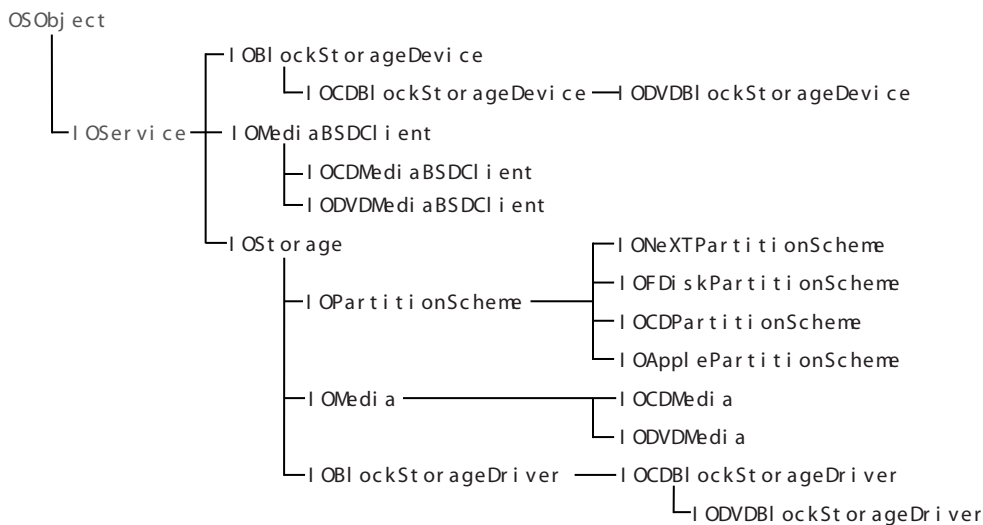 OSObject
IOBlockStorageDevice
IOCDBlockStorageDevice
IODVDBlockStorageDevice
IOService
IOMediaBSDClient
IOCDMediaBSDClient
IODVDMediaBSDClient
IOStorage
IONeXTPartitionScheme
IOFDiskPartitionScheme
IOPartitionScheme
IOCDPartitionScheme
IOApplePartitionScheme
IOMedia
IOCDMedia
IODVDMedia
IOBlockStorageDriver
IOCDBlockStorageDriver
IODVDBlockStorageDriver